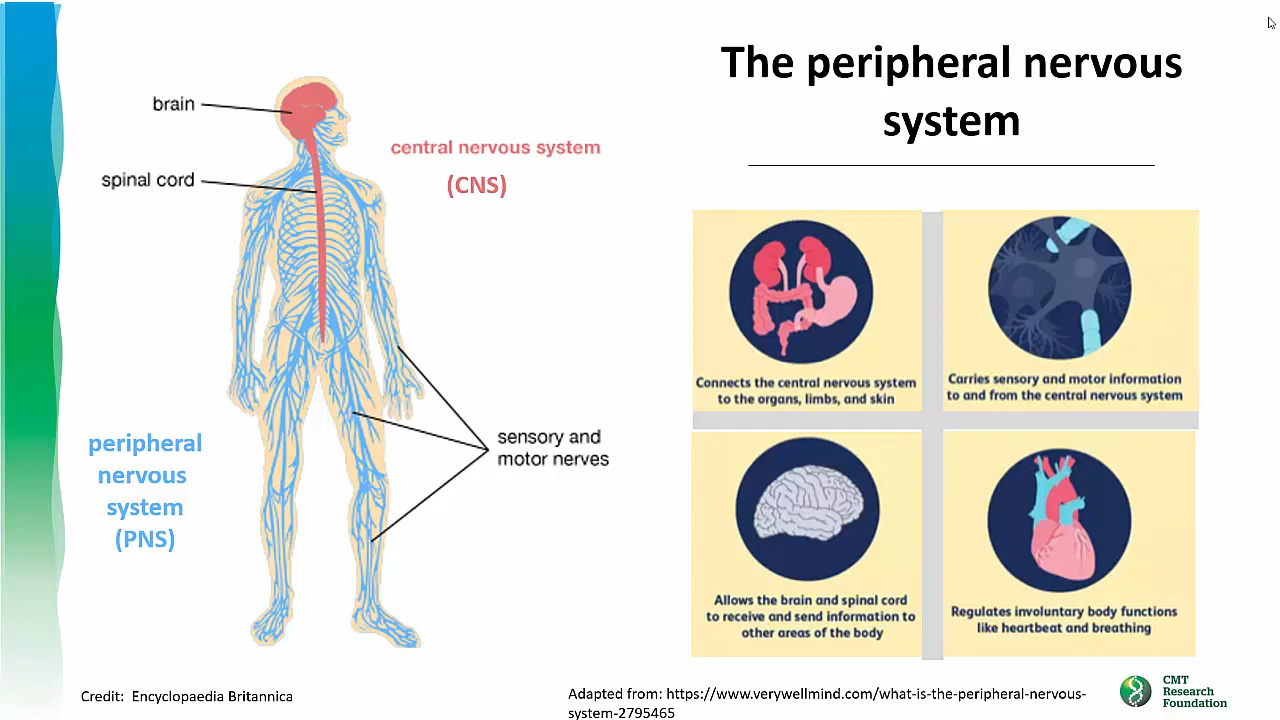 The peripheral nervous
system
brain
spinal cord
central nervous system
(CNS)
peripheral
nervous
system
(PNS)
sensory and
motor nerves
Connects the central nervous system
to the organs, limbs, and skin
Carries sensory and motor information
to and from the central nervous system
Allows the brain and spinal cord
to receive and send information to
other areas of the body
Regulates involuntary body functions
like heartbeat and breathing
Credit: Encyclopaedia Britannica
Adapted from: https://www.verywellmind.com/what-is-the-peripheral-nervous-
system-2795465
CMT
Research
Foundation